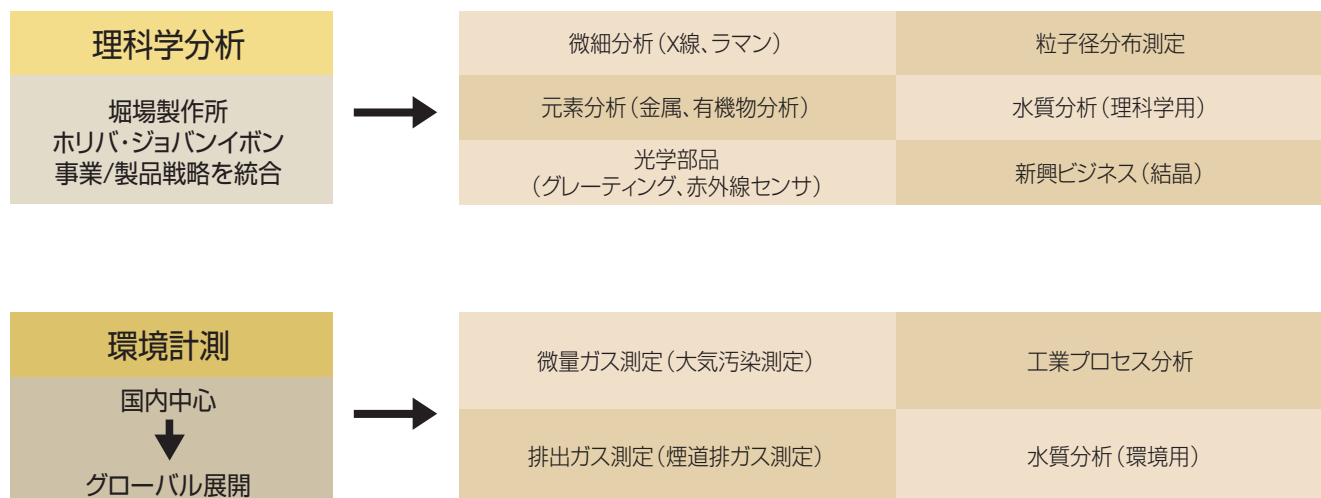 理科学分析
堀場製作所
ホリバ・ジョバンイボン
事業/製品戦略を統合
微細分析（X線、ラマン）
粒子径分布測定
元素分析（金属、有機物分析）
水質分析（理科学用）
光学部品
（グレーティング、赤外線センサ）
新興ビジネス（結晶）
環境計測
国内中心
グローバル展開
微量ガス測定（大気汚染測定）
工業プロセス分析
排出ガス測定（煙道排ガス測定）
水質分析（環境用）